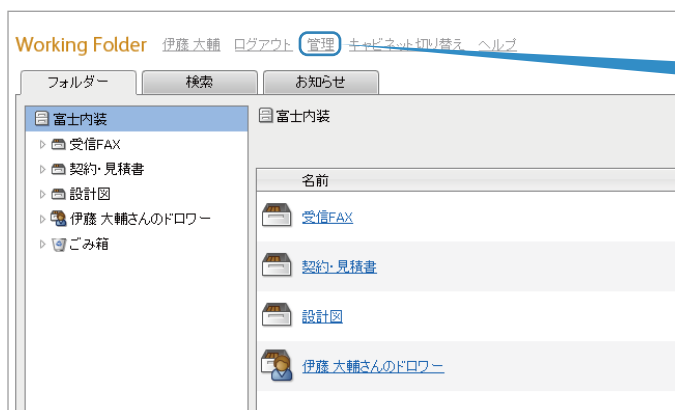 Working Folder 伊藤 大輔 ログアウト 管理 キャビネット切り替え ヘルプ
フォルダー 検索 お知らせ
富士内装
受信FAX
契約・見積書
設計図
伊藤 大輔さんのドロワー
ごみ箱
富士内装
名前
受信FAX
契約・見積書
設計図
伊藤 大輔さんのドロワー